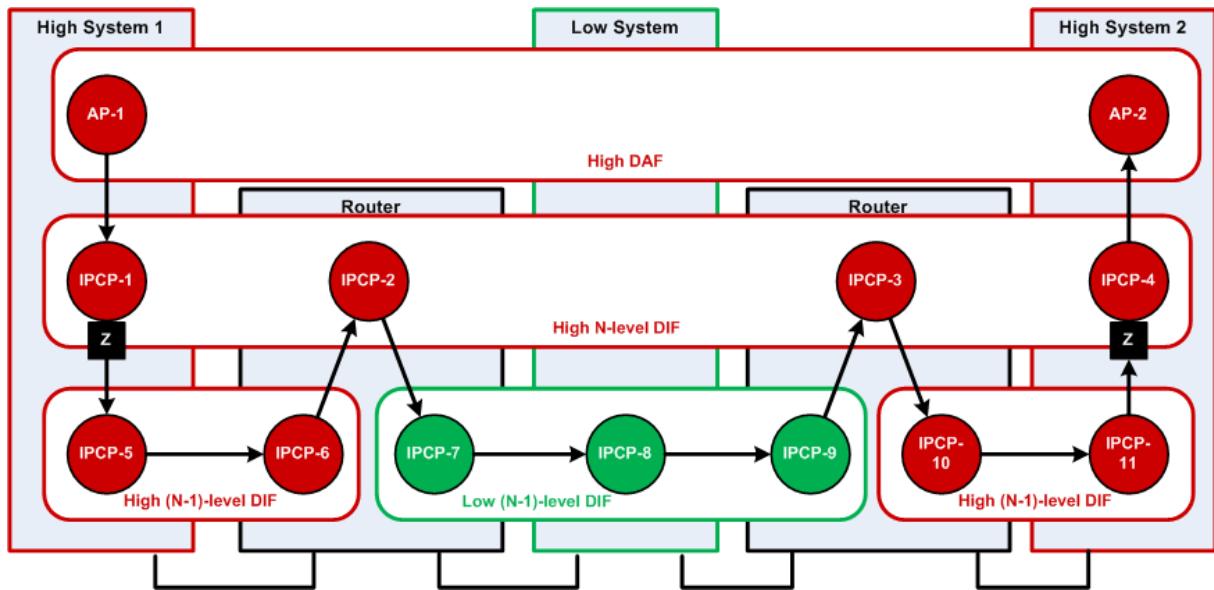 High System 1
Low System
High System 2
AP-1
AP-2
High DAF
Router
Router
IPCP-1
IPCP-2
IPCP-3
IPCP-4
High N-level DIF
Z
Z
IPCP-5
IPCP-6
IPCP-7
IPCP-8
IPCP-9
IPCP-
10
IPCP-
11
High (N-1)-level DIF
Low (N-1)-level DIF
High (N-1)-level DIF